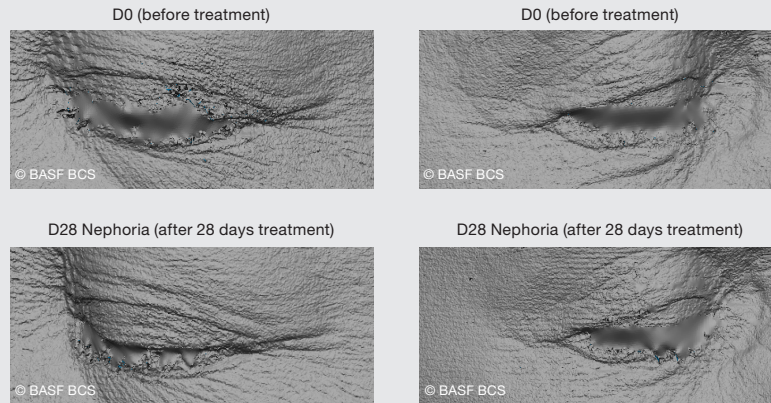 D0 (before treatment)
D0 (before treatment)
© BASF BCS
© BASF BCS
D28 Nephoria (after 28 days treatment)
D28 Nephoria (after 28 days treatment)
© BASF BCS
© BASF BCS